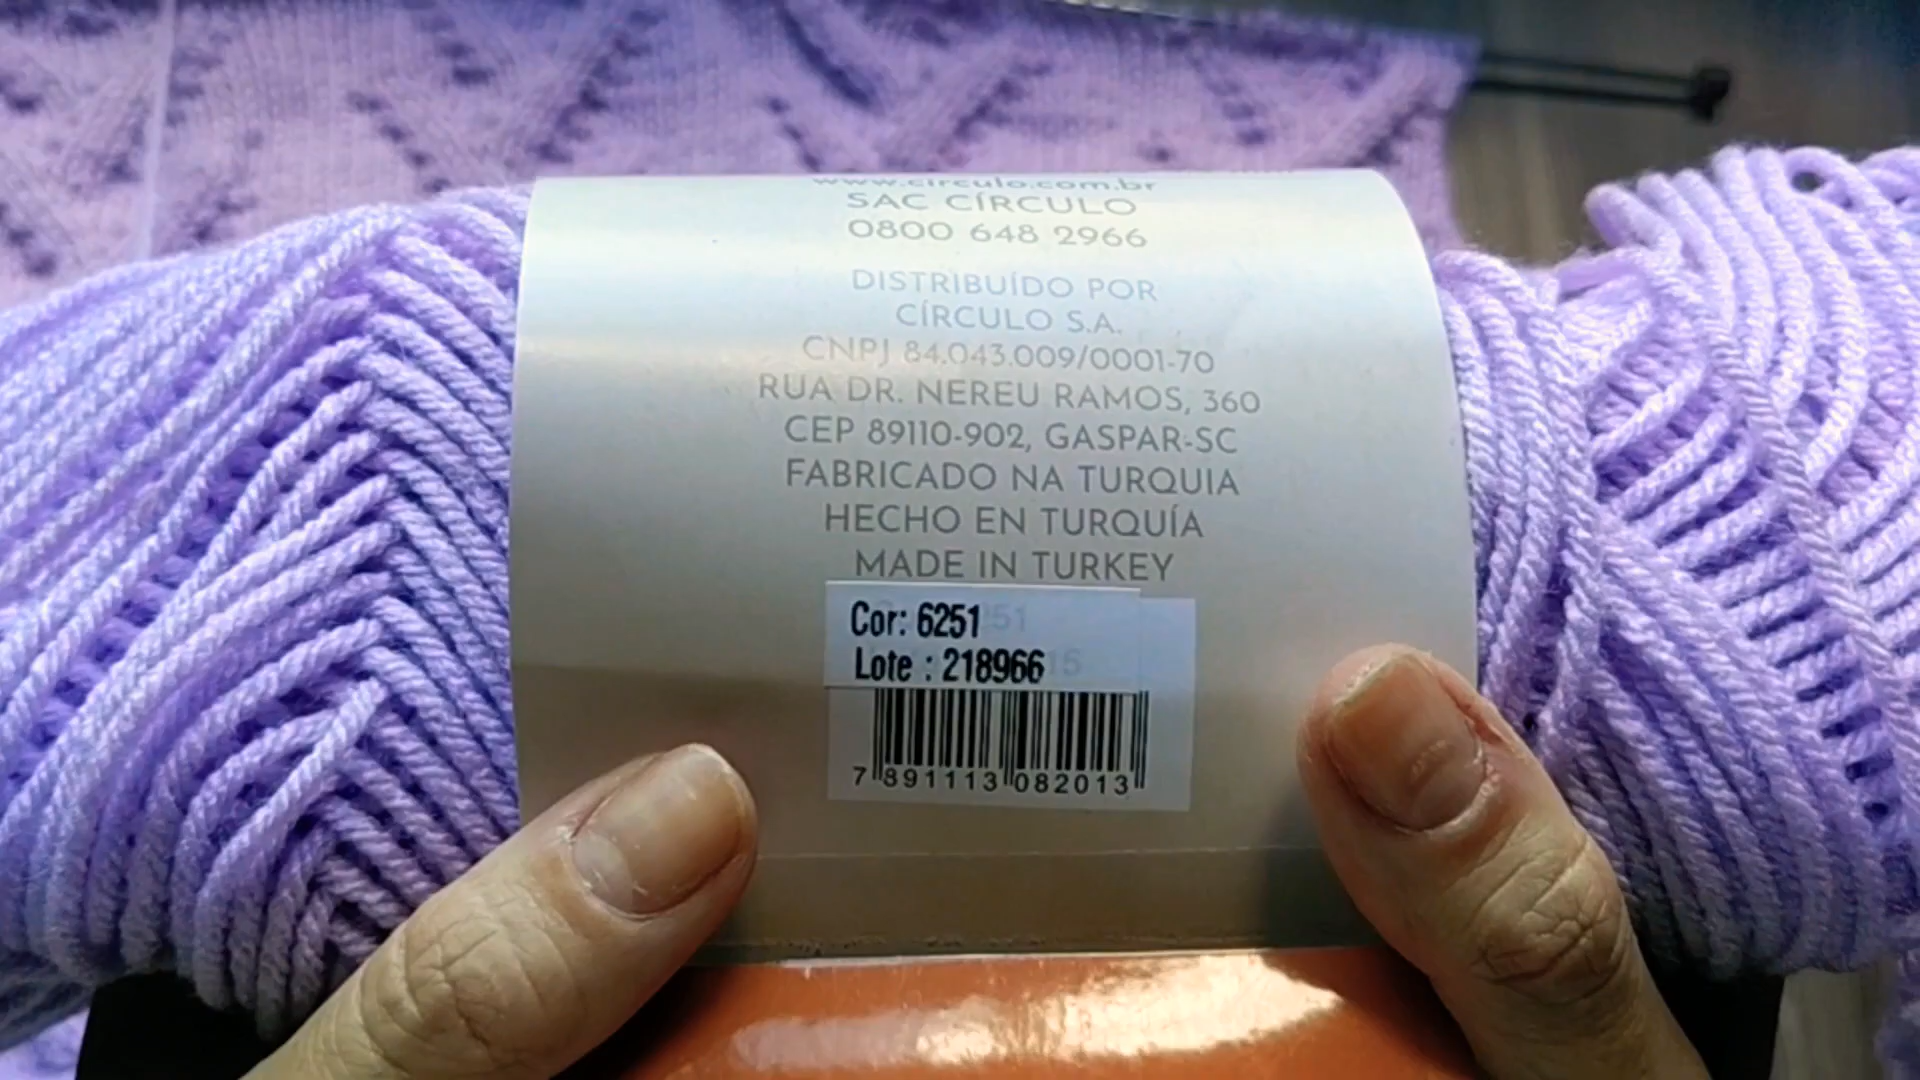 www.circulo.com.br
SAC CÍRCULO
0800 648 2966
DISTRIBUÍDO POR
CÍRCULO S.A.
CNPJ 84.043.009/0001-70
RUA DR. NEREU RAMOS, 360
CEP 89110-902, GASPAR-SC
FABRICADO NA TURQUIA
HECHO EN TURQUÍA
MADE IN TURKEY
Cor: 6251
Lote : 218966
7 891113 082013